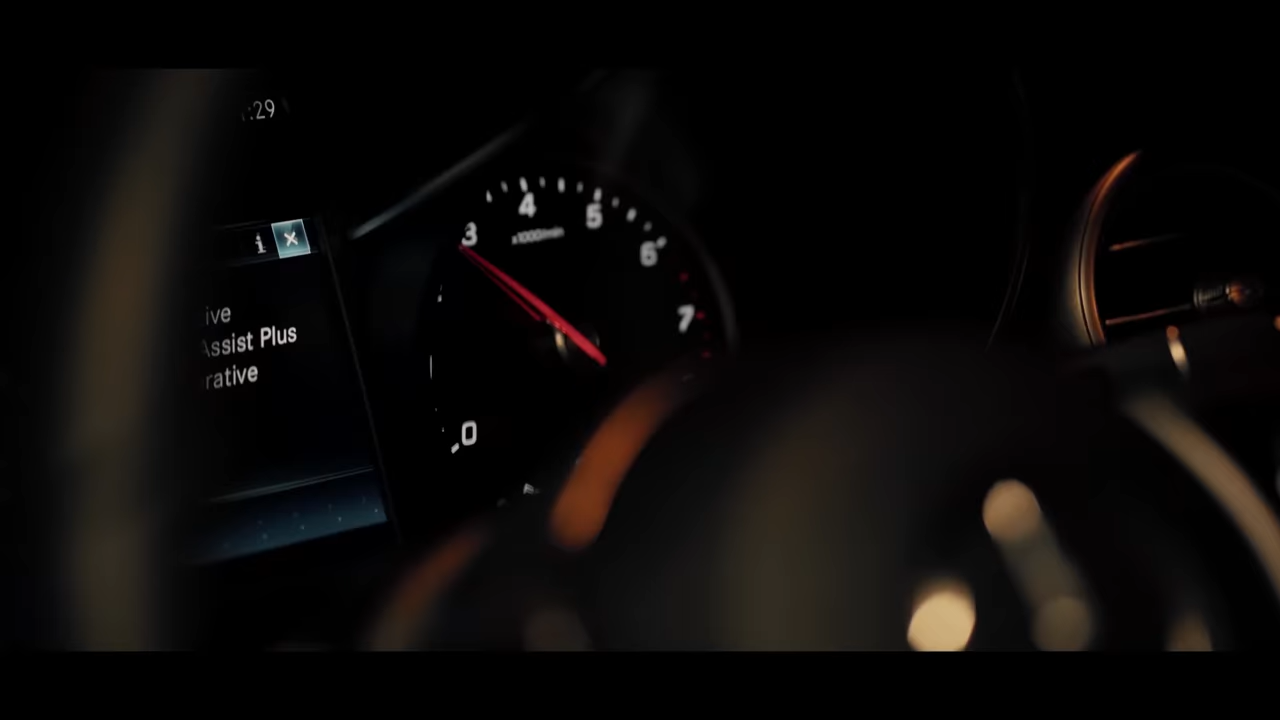 :29
i ×
ive
Assist Plus
rative
3 4 5 6 7
x1000/min
0